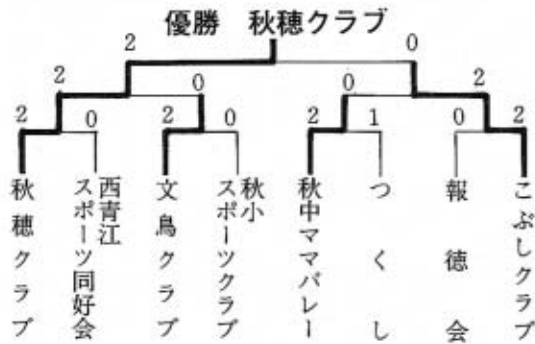 優勝 秋穂クラブ
2 0
2 0 0 2
2 0 2 0 2 1 0 2
秋穂クラブ
西青江
スポーツ同好会
文鳥クラブ
秋小
スポーツクラブ
秋中ママバレー
つくし
報徳会
こぶしクラブ